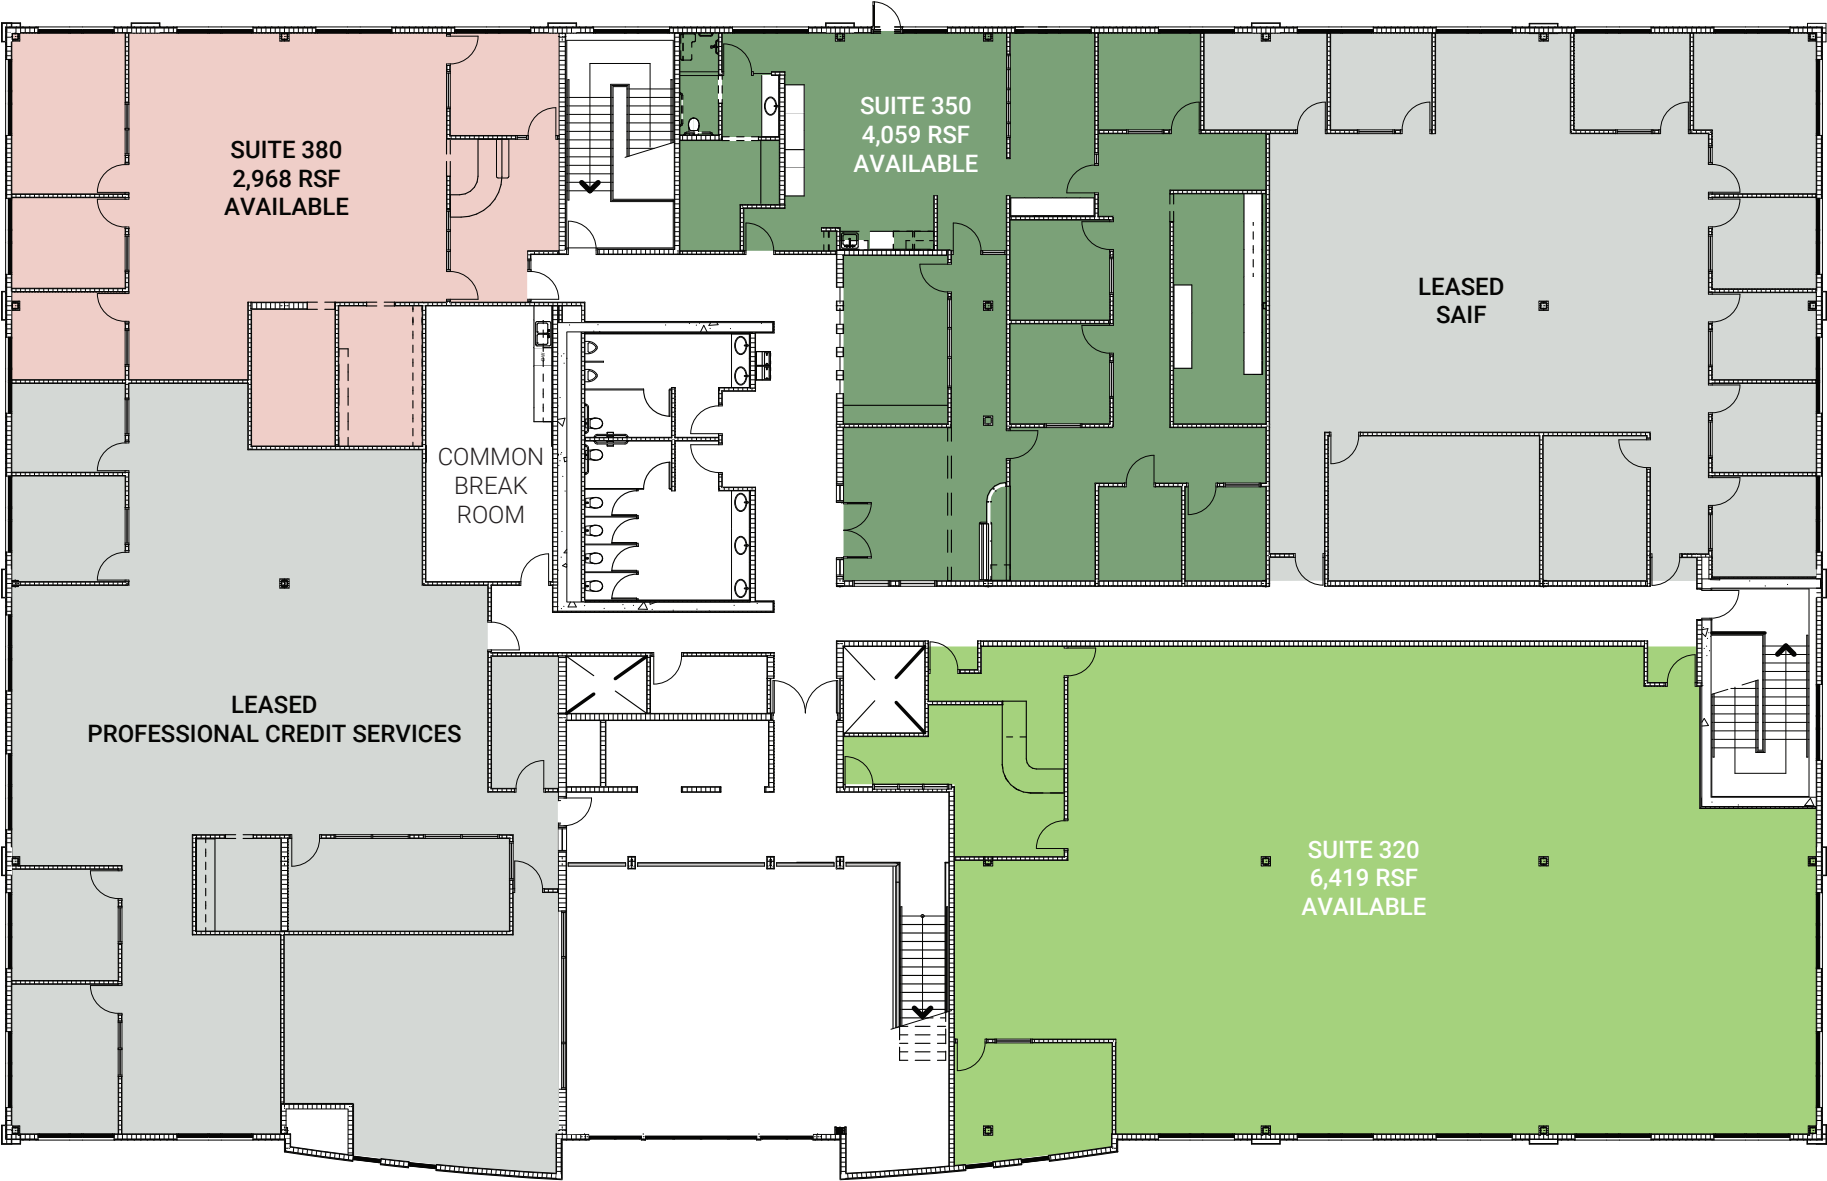 SUITE 380
2,968 RSF
AVAILABLE
SUITE 350
4,059 RSF
AVAILABLE
LEASED
SAIF
COMMON
BREAK
ROOM
LEASED
PROFESSIONAL CREDIT SERVICES
SUITE 320
6,419 RSF
AVAILABLE